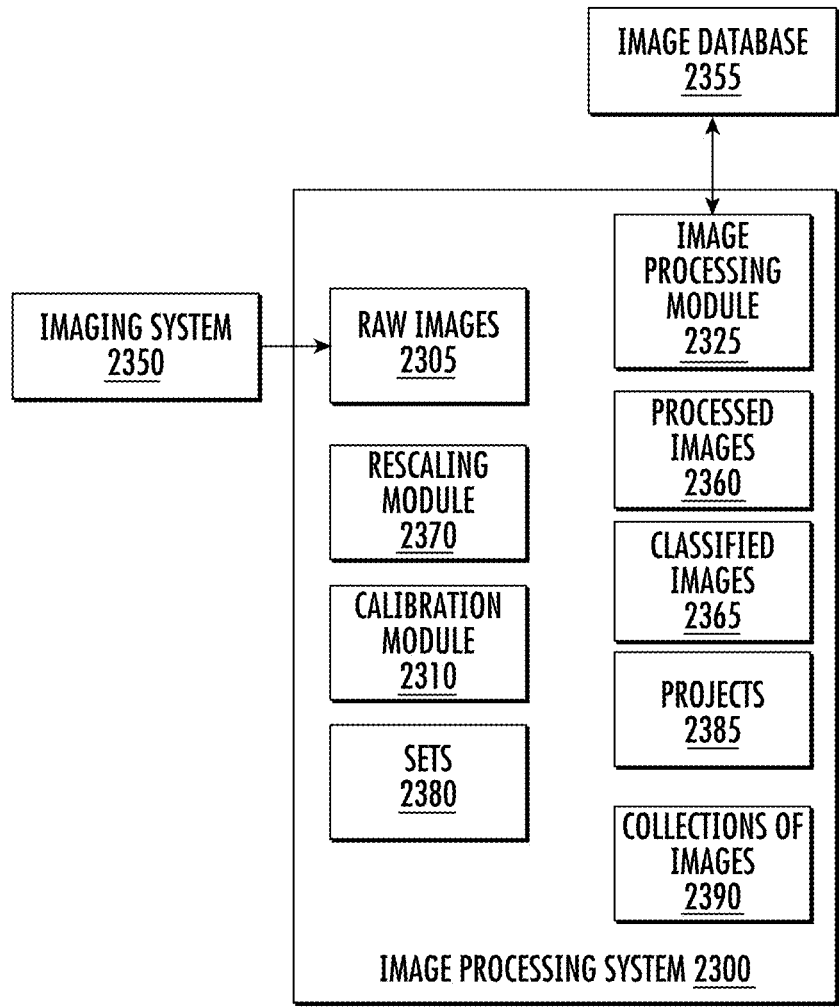 IMAGE DATABASE
2355
IMAGING SYSTEM
2350
RAW IMAGES
2305
RESCALING
MODULE
2370
CALIBRATION
MODULE
2310
SETS
2380
IMAGE
PROCESSING
MODULE
2325
PROCESSED
IMAGES
2360
CLASSIFIED
IMAGES
2365
PROJECTS
2385
COLLECTIONS OF
IMAGES
2390
IMAGE PROCESSING SYSTEM 2300